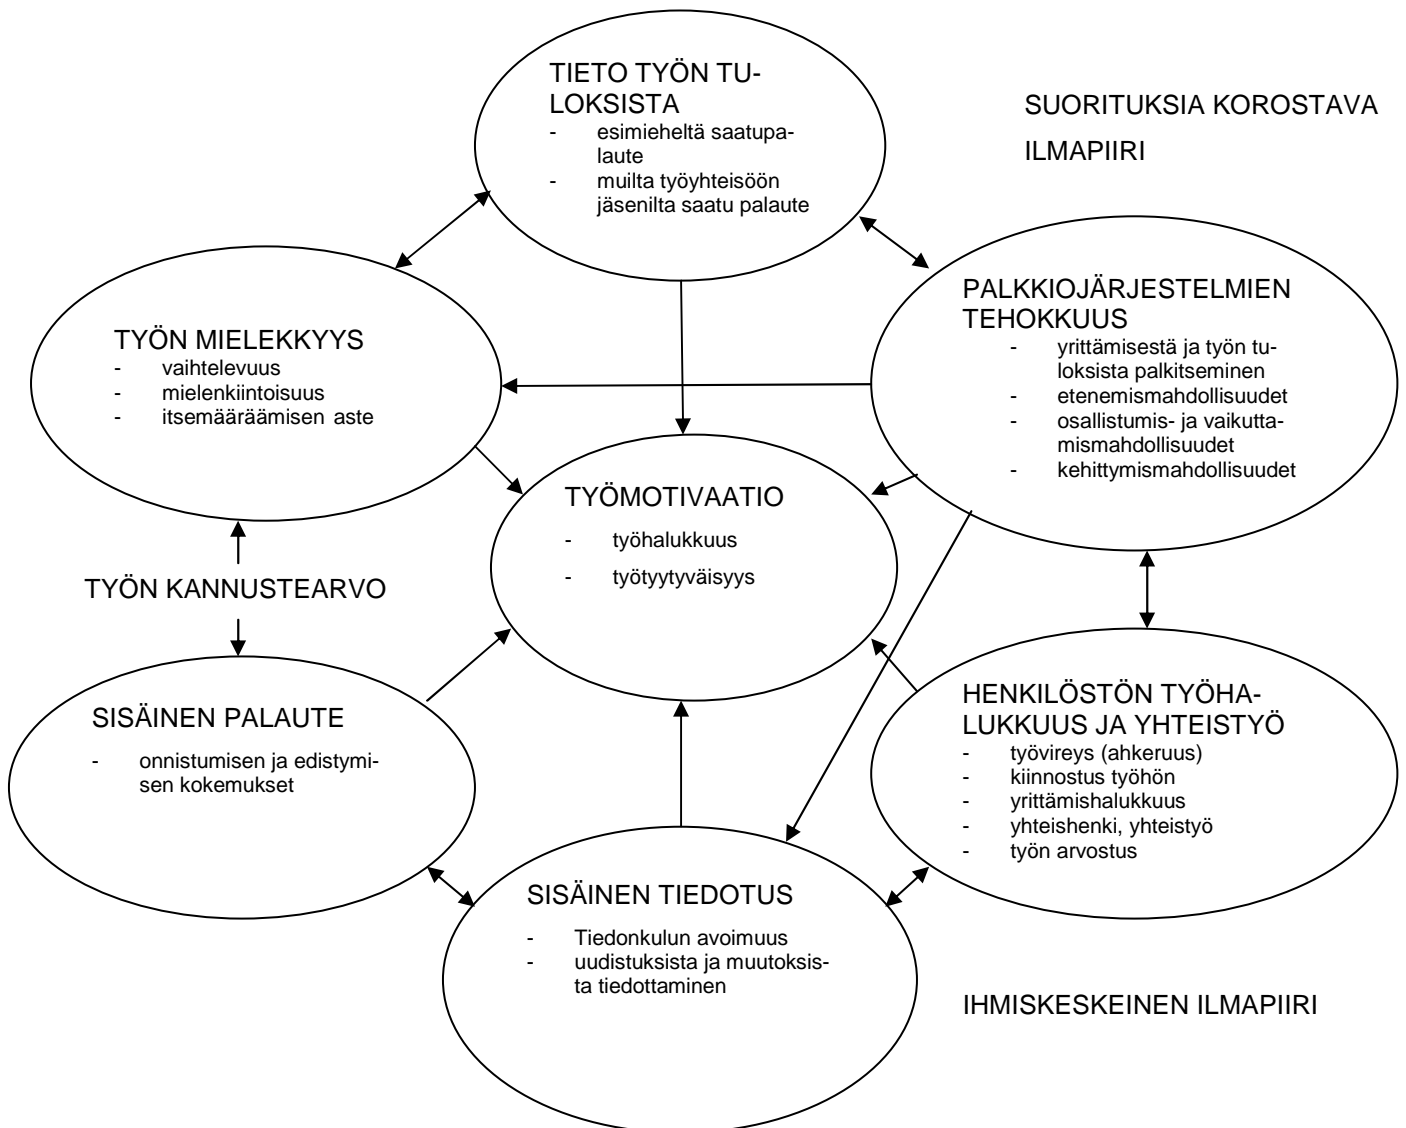 TIETO TYÖN TU-
LOKSISTA
- esimieheltä saatupa-
laute
- muilta työyhteisöön
jäsenilta saatu palaute
SUORITUKSIA KOROSTAVA
ILMAPIIRI
TYÖN MIELEKKYYS
- vaihtelevuus
- mielenkiintoisuus
- itsemääräämisen aste
PALKKIOJÄRJESTELMIEN
TEHOKKUUS
- yrittämisestä ja työn tu-
loksista palkitseminen
- etenemismahdollisuudet
- osallistumis- ja vaikutta-
mismahdollisuudet
- kehittymismahdollisuudet
TYÖMOTIVAATIO
- työhalukkuus
- työtyytyväisyys
TYÖN KANNUSTEARVO
SISÄINEN PALAUTE
- onnistumisen ja edistymi-
sen kokemukset
HENKILÖSTÖN TYÖHA-
LUKKUUS JA YHTEISTYÖ
- työvireys (ahkeruus)
- kiinnostus työhön
- yrittämishalukkuus
- yhteishenki, yhteistyö
- työn arvostus
SISÄINEN TIEDOTUS
- Tiedonkulun avoimuus
- uudistuksista ja muutoksis-
ta tiedottaminen
IHMISKESKEINEN ILMAPIIRI